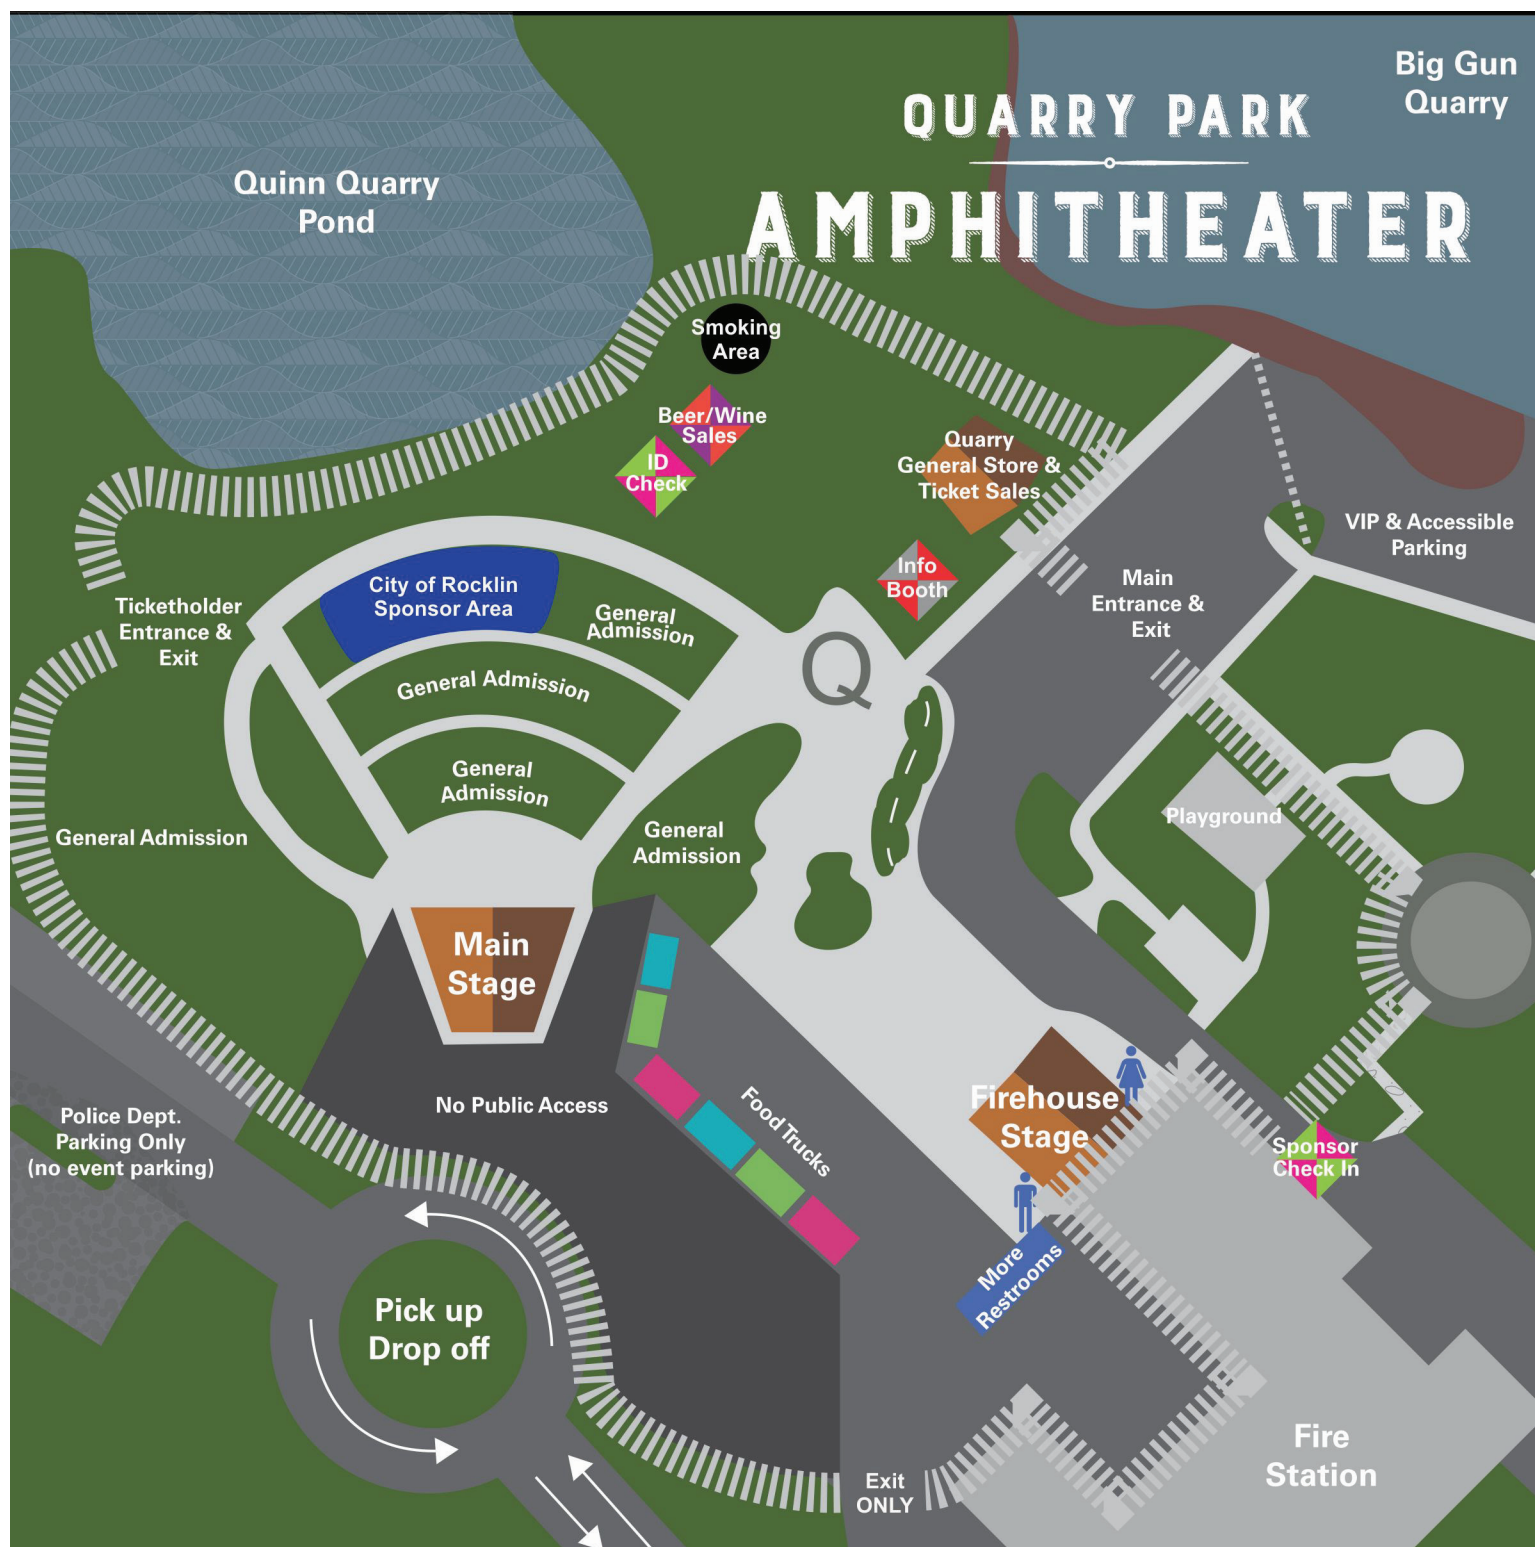 Big Gun
Quarry
QUARRY PARK
AMPHITHEATER
Quinn Quarry
Pond
Smoking
Area
Beer/Wine
Sales
ID
Check
Quarry
General Store &
Ticket Sales
VIP & Accessible
Parking
Info
Booth
Main
Entrance &
Exit
City of Rocklin
Sponsor Area
General
Admission
Ticketholder
Entrance &
Exit
Q
General Admission
General
Admission
Playground
General Admission
General
Admission
Main
Stage
No Public Access
Food Trucks
Firehouse
Stage
Police Dept.
Parking Only
(no event parking)
Sponsor
Check In
More
Restrooms
Pick up
Drop off
Fire
Station
Exit
ONLY